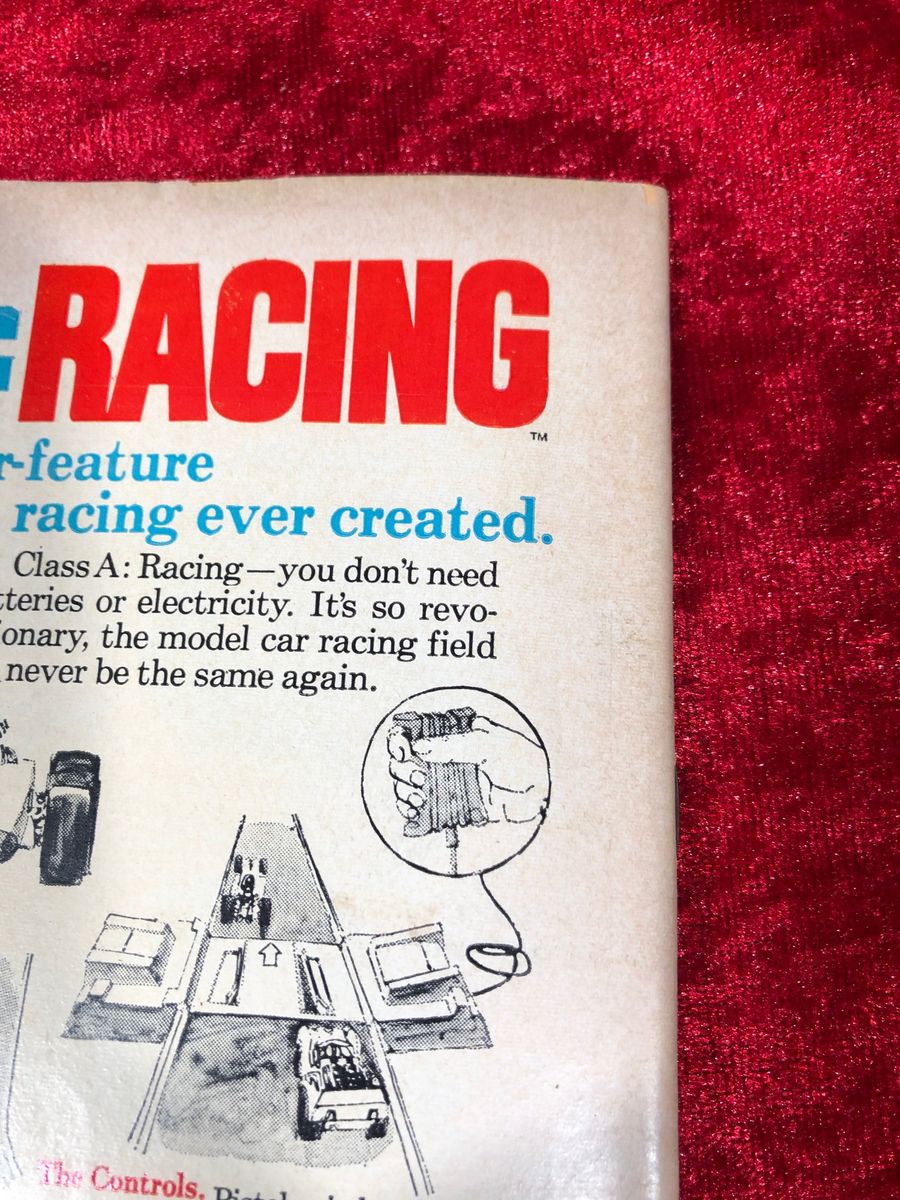 RACING
TM
r-feature
racing ever created.
Class A: Racing—you don't need
tteries or electricity. It's so revo-
ionary, the model car racing field
never be the same again.
The Controls.